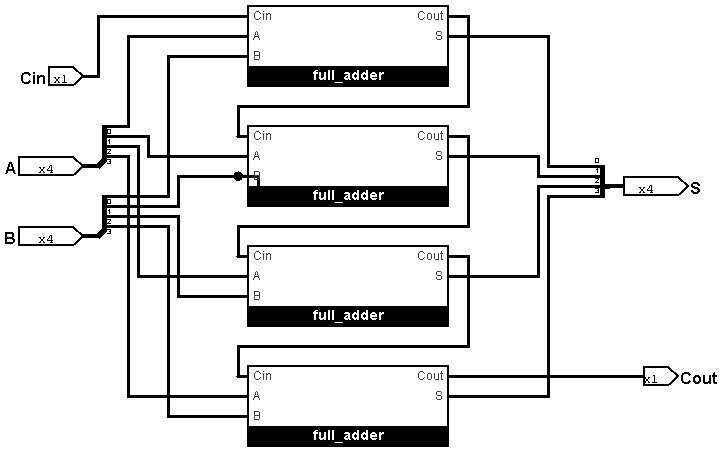 Cin Cout
A S
B
full_adder
Cin x1
0
1
2
3
A x4
Cin Cout
A S
full_adder
0
1
2
3
B x4
0
1
2
3
x4 S
Cin Cout
A S
B
full_adder
Cin Cout
A S
B
full_adder
x1 Cout